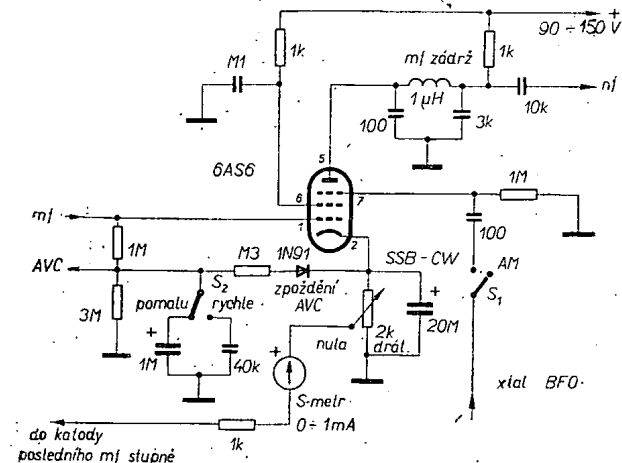 +
90 ÷ 150 V
1k
1k
mf zádrž
M1
1 µH
10k
nf
100
3k
5
6AS6
6
7
1M
mf
1
2
100
1M
M3
1N91
SSB-CW
AM
AVC
S₂
zpoždění
AVC
+
S₁
pomalu
rychle
3M
2k
drát.
20M
nula
+
1M
40k
+
xtal BFO
S-metr
0 ÷ 1mA
1k
do katody
posledního mf stupně